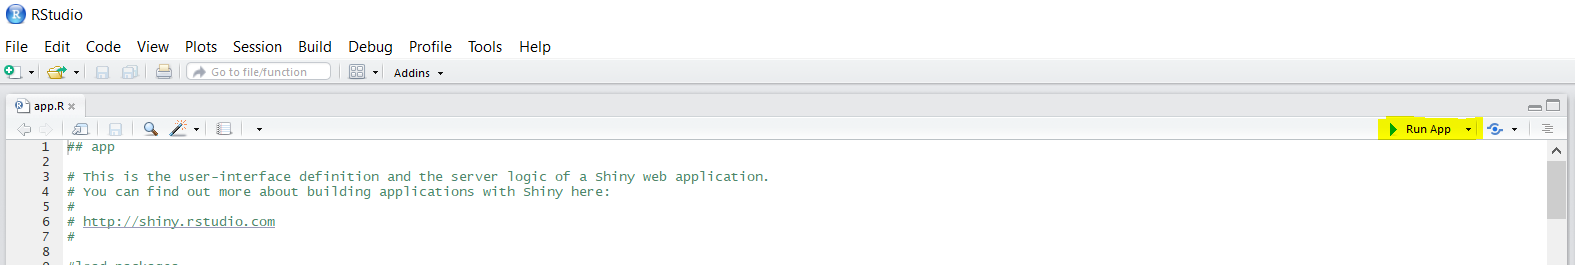 RStudio
File Edit Code View Plots Session Build Debug Profile Tools Help
Go to file/function Addins
app.R
Run App
1 ## app
2
3 # This is the user-interface definition and the server logic of a Shiny web application.
4 # You can find out more about building applications with Shiny here:
5 #
6 # http://shiny.rstudio.com
7 #
8